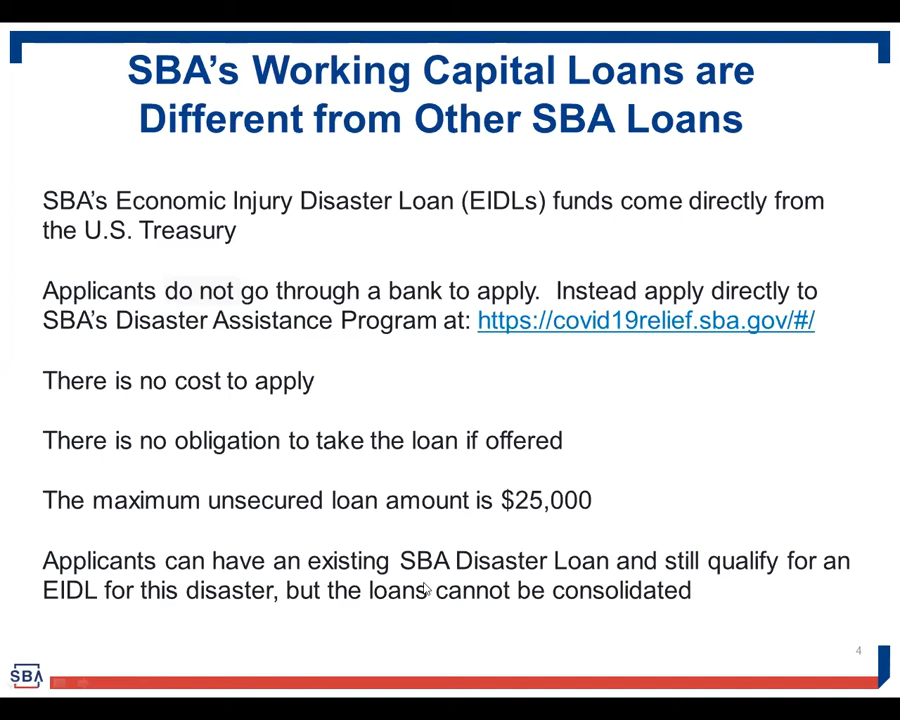 SBA's Working Capital Loans are
Different from Other SBA Loans
SBA's Economic Injury Disaster Loan (EIDLs) funds come directly from
the U.S. Treasury
Applicants do not go through a bank to apply.  Instead apply directly to
SBA's Disaster Assistance Program at: https://covid19relief.sba.gov/#/
There is no cost to apply
There is no obligation to take the loan if offered
The maximum unsecured loan amount is $25,000
Applicants can have an existing SBA Disaster Loan and still qualify for an
EIDL for this disaster, but the loans cannot be consolidated
4
SBA